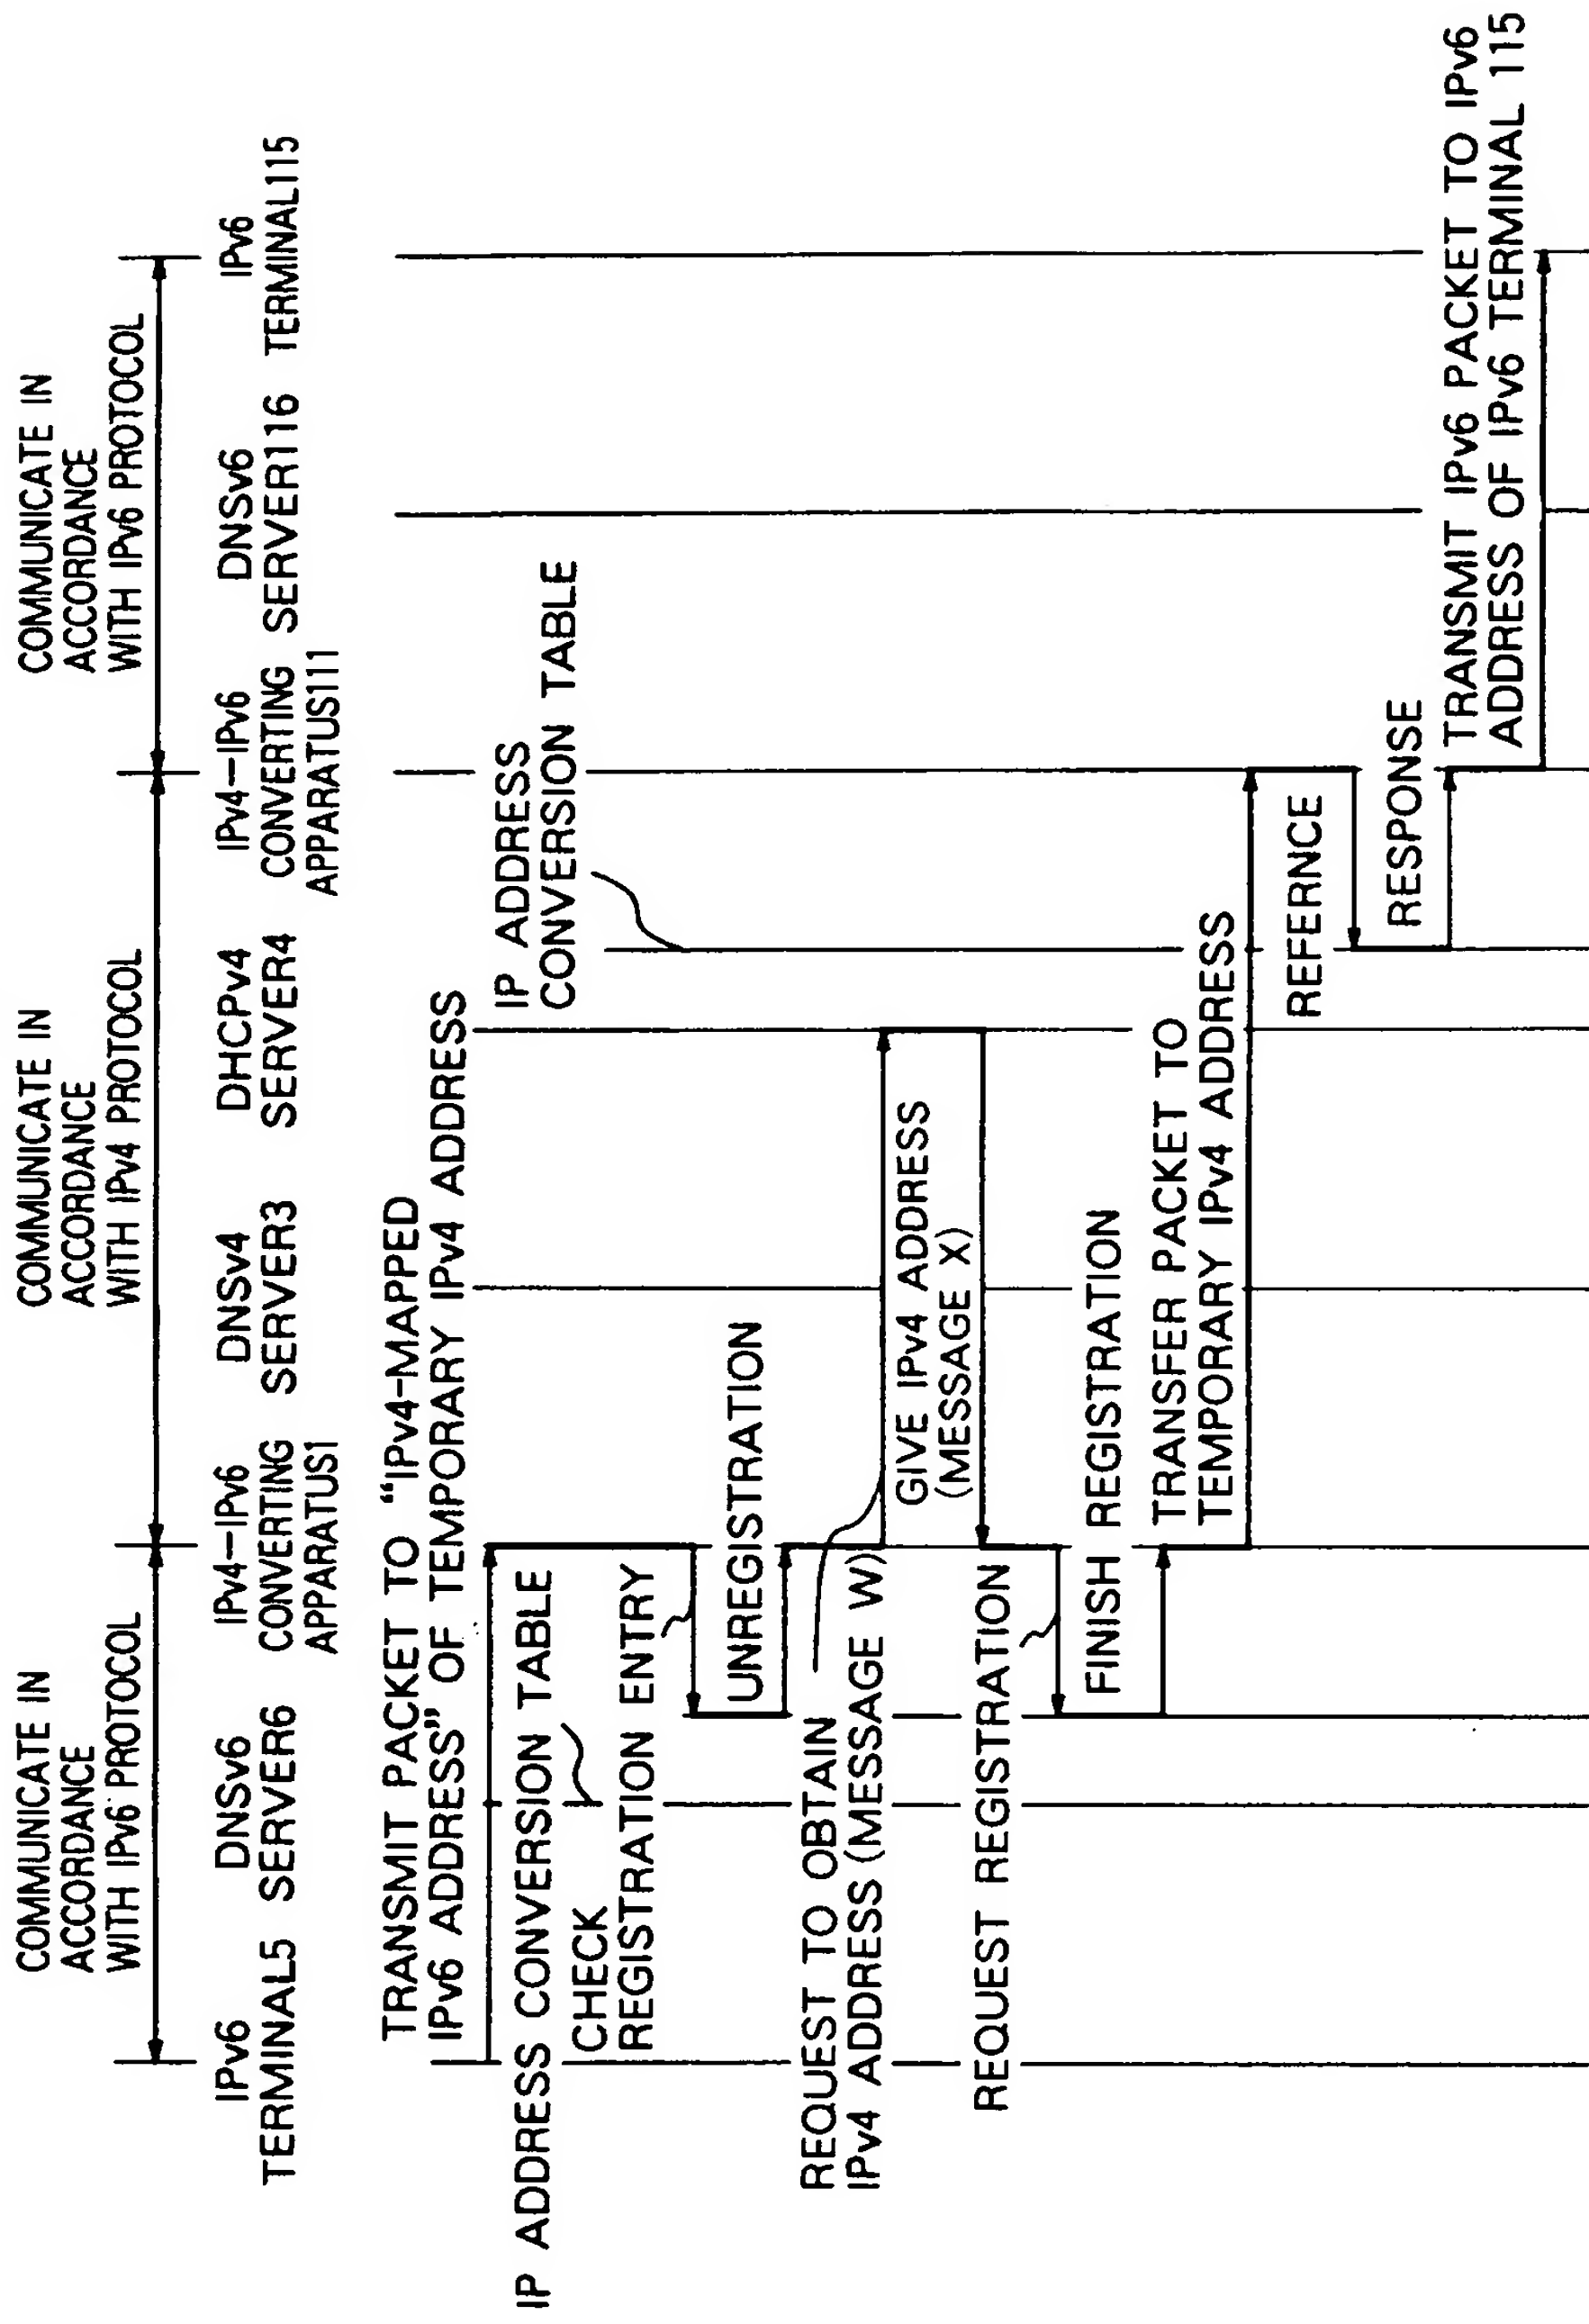 COMMUNICATE IN
ACCORDANCE
WITH IPv6 PROTOCOL
COMMUNICATE IN
ACCORDANCE
WITH IPv4 PROTOCOL
COMMUNICATE IN
ACCORDANCE
WITH IPv6 PROTOCOL
IPv6
TERMINAL5
DNSv6
SERVER6
IPv4-IPv6
CONVERTING
APPARATUS1
DNSv4
SERVER3
DHCPv4
SERVER4
IPv4-IPv6
CONVERTING
APPARATUS111
DNSv6
SERVER116
IPv6
TERMINAL115
TRANSMIT PACKET TO "IPv4-MAPPED
IPv6 ADDRESS" OF TEMPORARY IPv4 ADDRESS
IP ADDRESS CONVERSION TABLE
IP ADDRESS
CONVERSION TABLE
CHECK
REGISTRATION ENTRY
UNREGISTRATION
REQUEST TO OBTAIN
IPv4 ADDRESS (MESSAGE W)
GIVE IPv4 ADDRESS
(MESSAGE X)
REQUEST REGISTRATION
FINISH REGISTRATION
TRANSFER PACKET TO
TEMPORARY IPv4 ADDRESS
REFERNCE
RESPONSE
TRANSMIT IPv6 PACKET TO IPv6
ADDRESS OF IPv6 TERMINAL 115